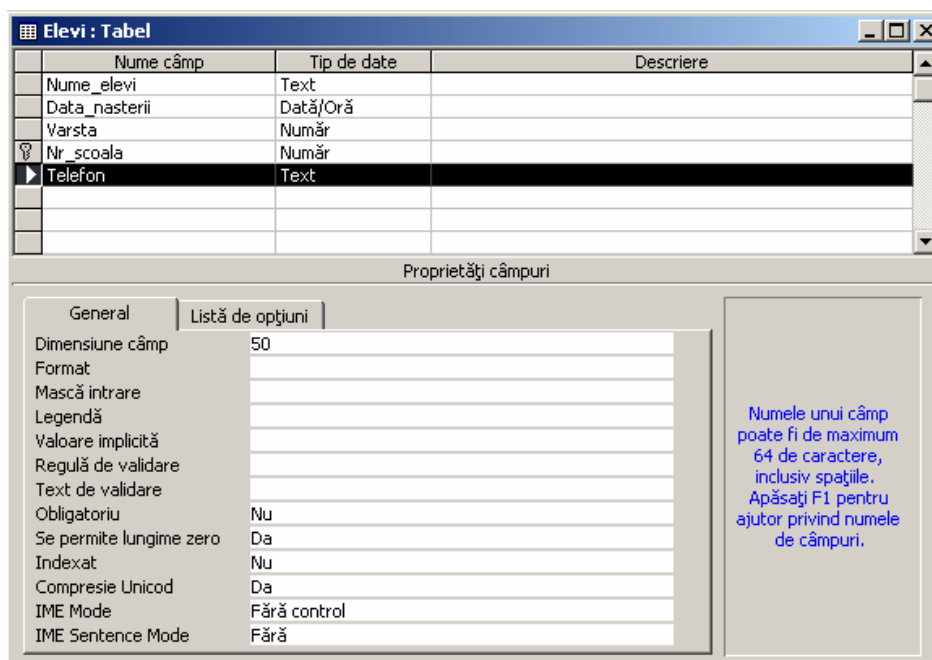 Elevi : Tabel
Nume câmp Tip de date Descriere
Nume_elevi Text
Data_nasterii Dată/Oră
Varsta Număr
Nr_scoala Număr
Telefon Text
Proprietăţi câmpuri
General Listă de opţiuni
Dimensiune câmp 50
Format
Mască intrare
Legendă
Valoare implicită
Regulă de validare
Text de validare
Obligatoriu Nu
Se permite lungime zero Da
Indexat Nu
Compresie Unicod Da
IME Mode Fără control
IME Sentence Mode Fără
Numele unui câmp
poate fi de maximum
64 de caractere,
inclusiv spaţiile.
Apăsaţi F1 pentru
ajutor privind numele
de câmpuri.